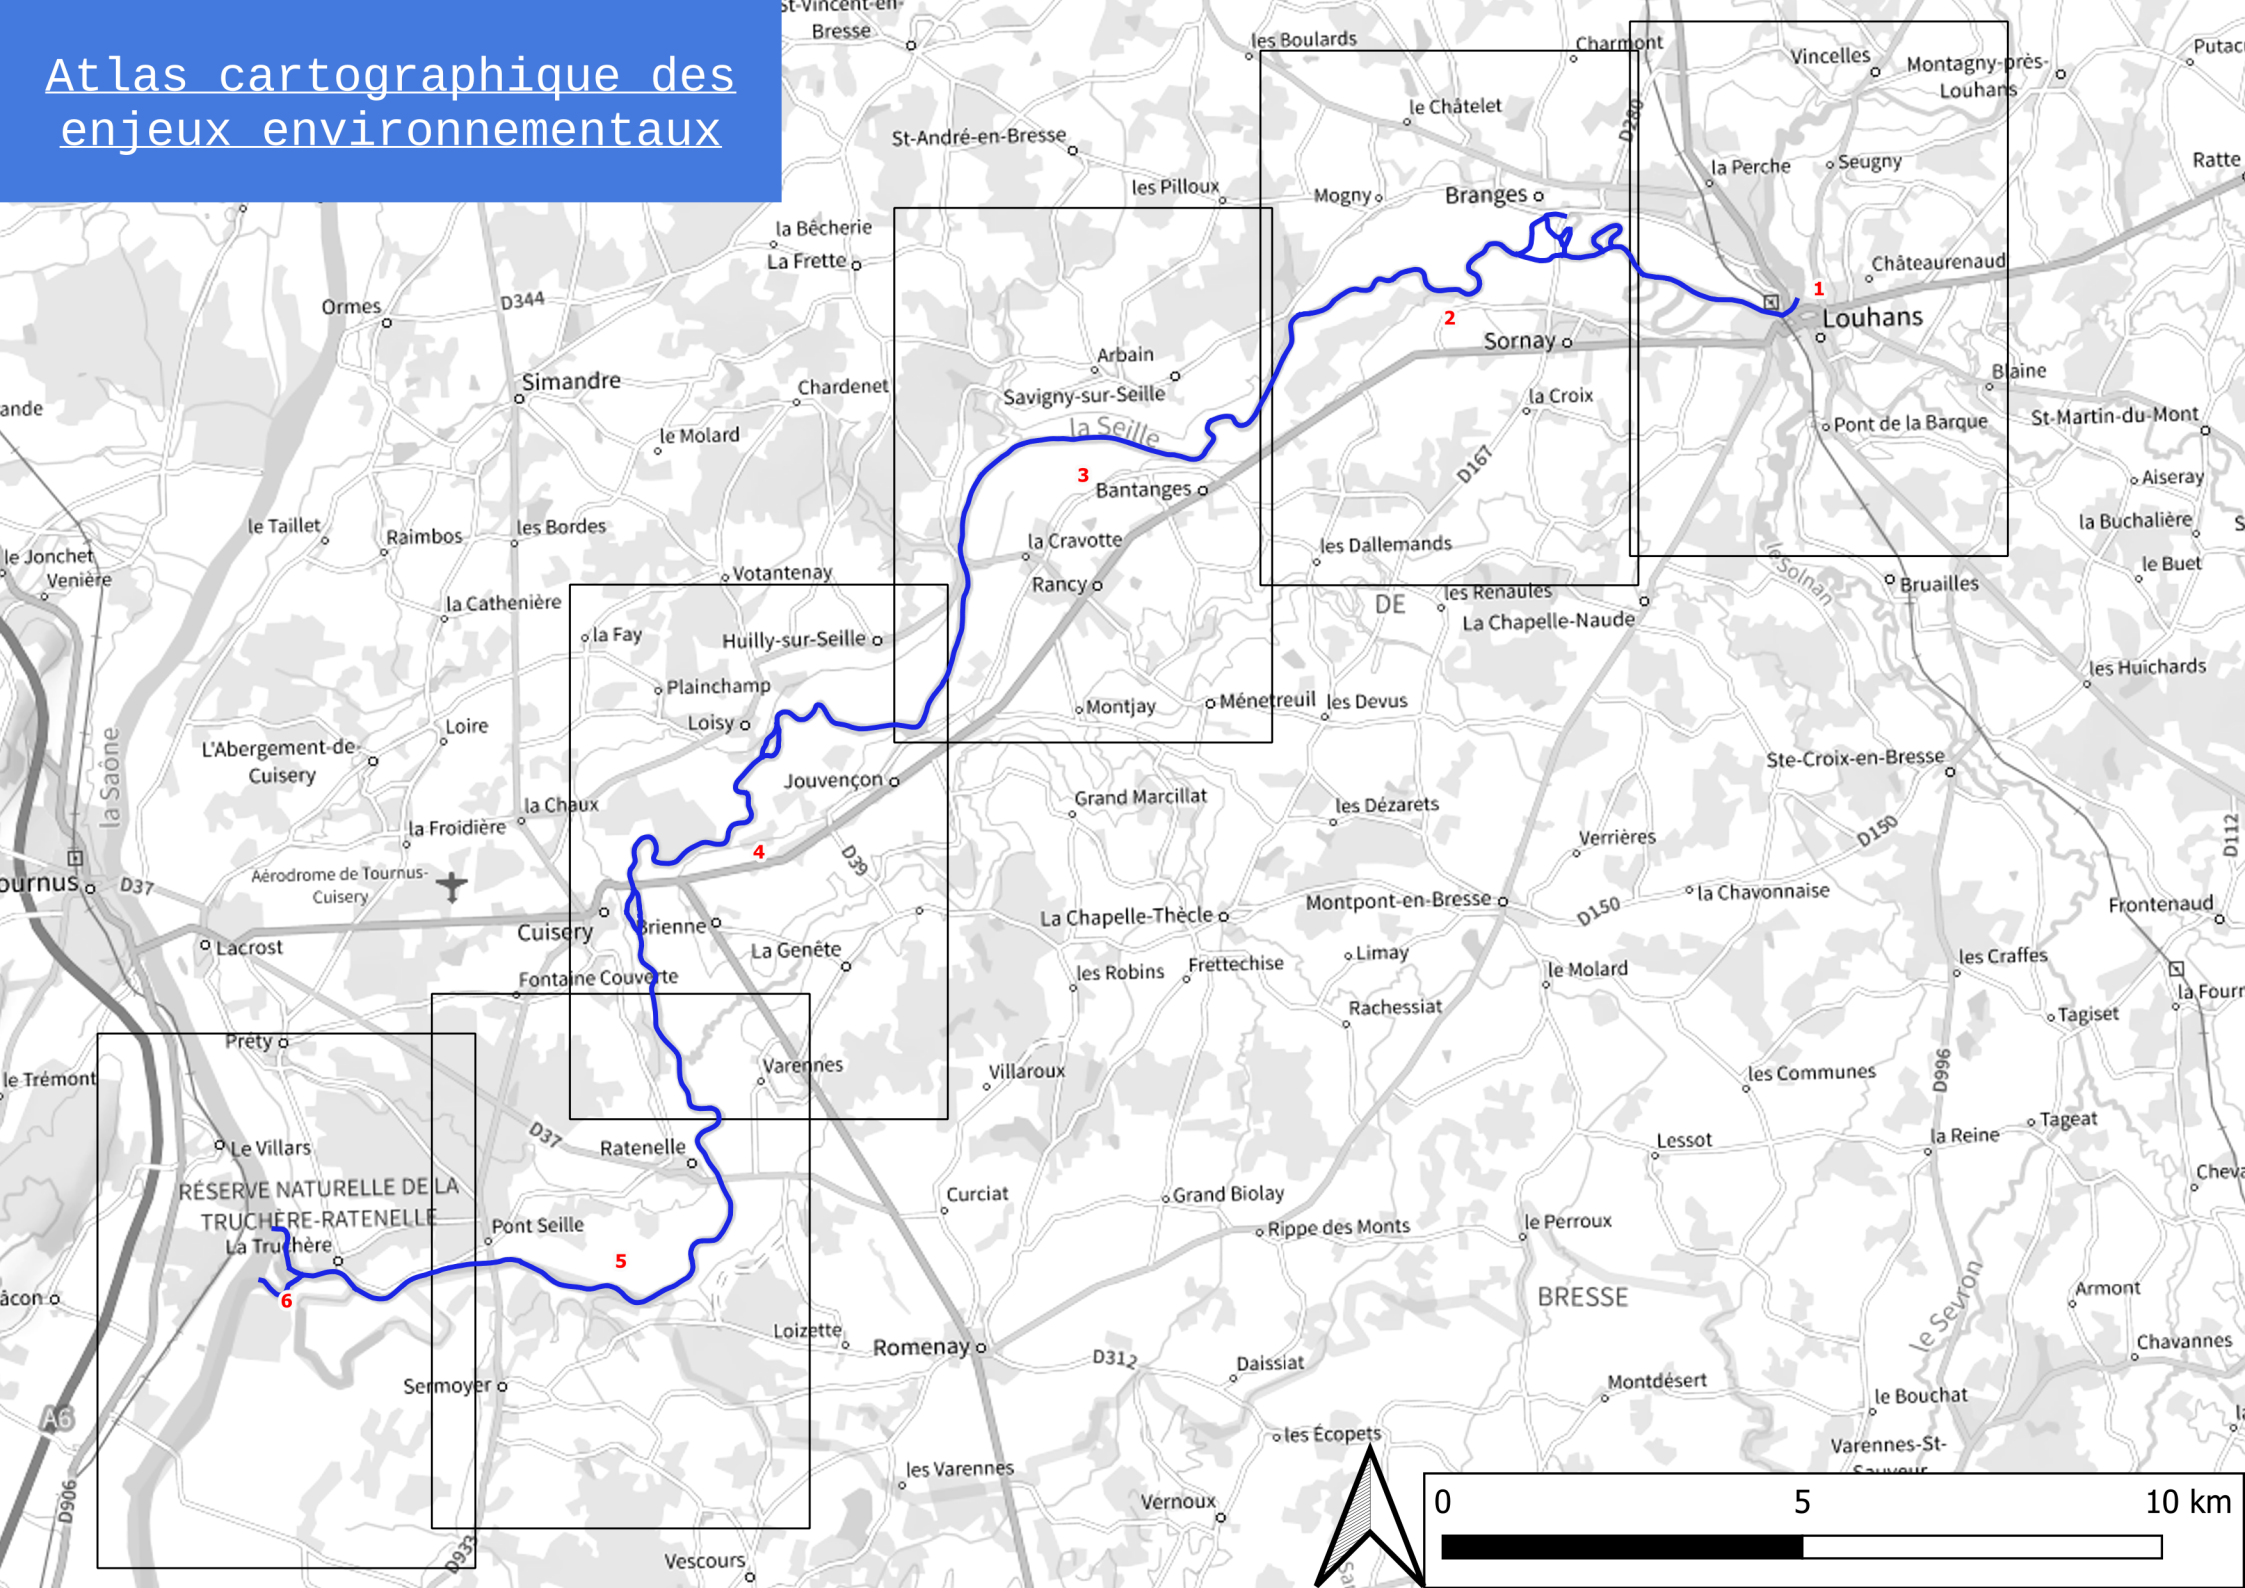 Atlas cartographique des
enjeux environnementaux
St-Vincent-en-
Bresse
les Boulards
Charmont
Vincelles
Montagny-près-
Louhans
le Châtelet
D280
St-André-en-Bresse
la Perche
Seugny
Ratte
les Pilloux
Mogny
Branges
la Bêcherie
La Frette
Châteaurenaud
1
Louhans
Ormes
D344
2
Sornay
Arbain
Savigny-sur-Seille
Simandre
Chardenet
Blaine
la Croix
la Seille
St-Martin-du-Mont
Pont de la Barque
le Molard
D167
3
Bantanges
Aiseray
le Taillet
Raimbos
les Bordes
la Cravotte
les Dallemands
la Buchalière
le Jonchet
Venière
Votantenay
Rancy
le Solnan
Bruailles
le Buet
la Cathenière
DE
les Renaules
La Chapelle-Naude
la Fay
Huilly-sur-Seille
les Huichards
Plainchamp
Loisy
Montjay
Ménetreuil
les Devus
Loire
L'Abergement-de-
Cuisery
la Saône
Ste-Croix-en-Bresse
Jouvençon
Grand Marcillat
les Dézarets
la Chaux
la Froidière
Verrières
D150
D112
4
D39
Aérodrome de Tournus-
Cuisery
D37
la Chavonnaise
Montpont-en-Bresse
D150
La Chapelle-Thècle
Frontenaud
Cuisery
Brienne
Lacrost
La Genête
Limay
les Craffes
Fontaine Couverte
les Robins
Frettechise
le Molard
Rachessiat
Tagiset
Préty
Varennes
Villaroux
les Communes
D996
le Trémont
Tageat
D37
Ratenelle
Lessot
la Reine
Le Villars
RÉSERVE NATURELLE DE LA
TRUCHÈRE-RATENELLE
La Truchère
Pont Seille
Curciat
Grand Biolay
Rippe des Monts
le Perroux
5
6
BRESSE
le Sevron
Armont
Loizette
Romenay
D312
Daissiat
Chavannes
Sermoyer
Montdésert
le Bouchat
A6
les Écopets
Varennes-St-
Sauveur
les Varennes
Vernoux
D906
D933
Vescours
0 5 10 km